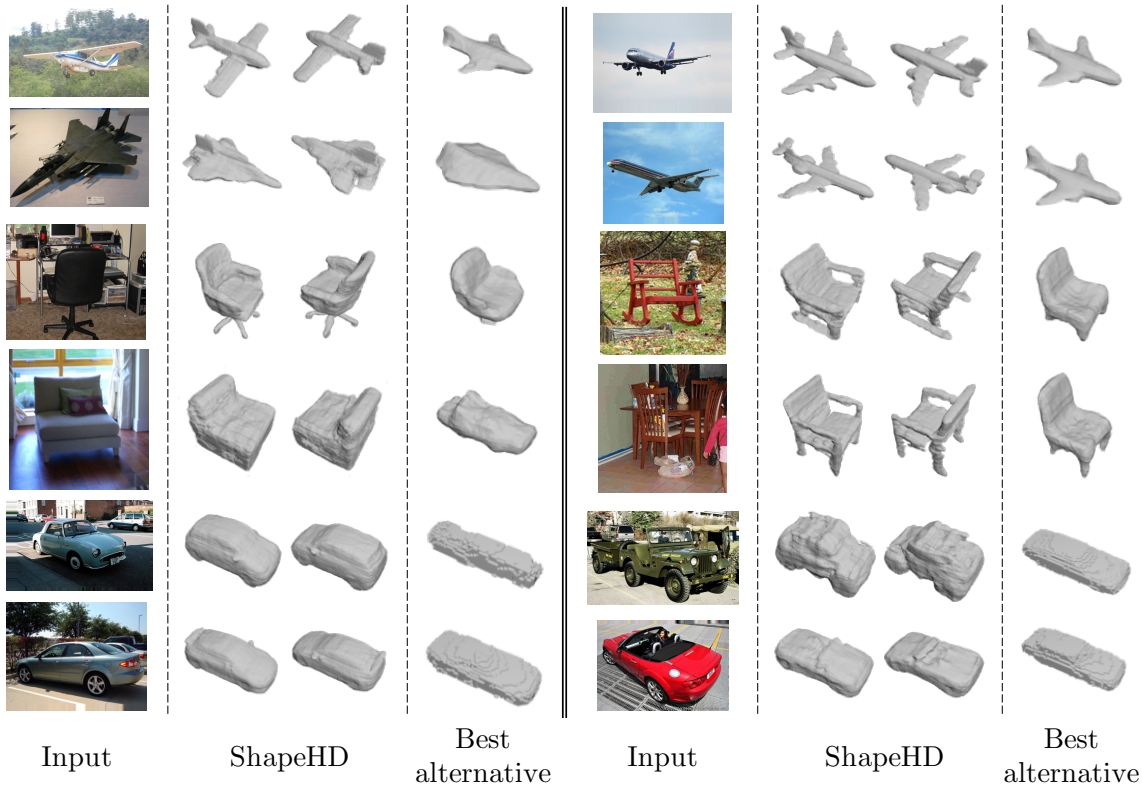 Input
ShapeHD
Best
alternative
Input
ShapeHD
Best
alternative